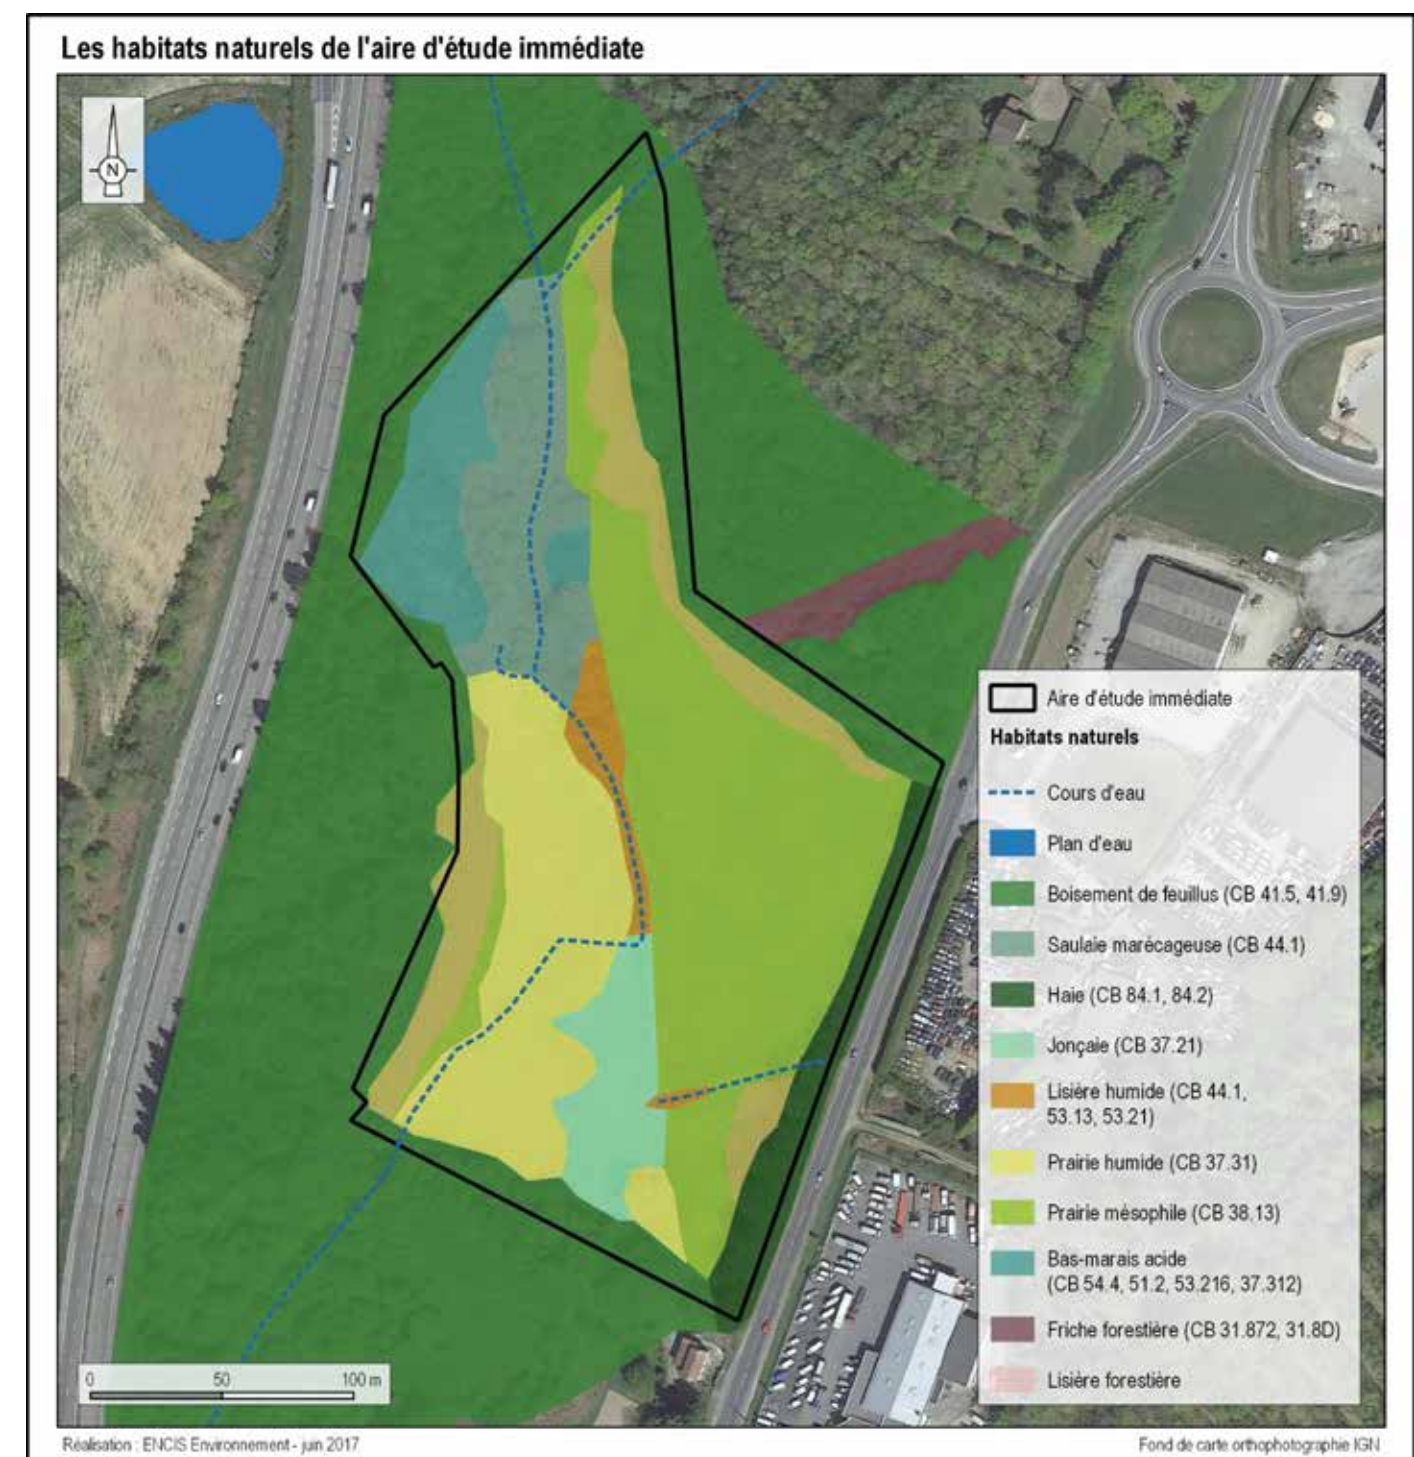 Les habitats naturels de l'aire d'étude immédiate
N
Aire d'étude immédiate
Habitats naturels
Cours d'eau
Plan d'eau
Boisement de feuillus (CB 41.5, 41.9)
Saulaie marécageuse (CB 44.1)
Haie (CB 84.1, 84.2)
Jonçaie (CB 37.21)
Lisière humide (CB 44.1,
53.13, 53.21)
Prairie humide (CB 37.31)
Prairie mésophile (CB 38.13)
Bas-marais acide
(CB 54.4, 51.2, 53.216, 37.312)
Friche forestière (CB 31.872, 31.8D)
Lisière forestière
0 50 100 m
Réalisation : ENCIS Environnement - juin 2017
Fond de carte orthophotographie IGN